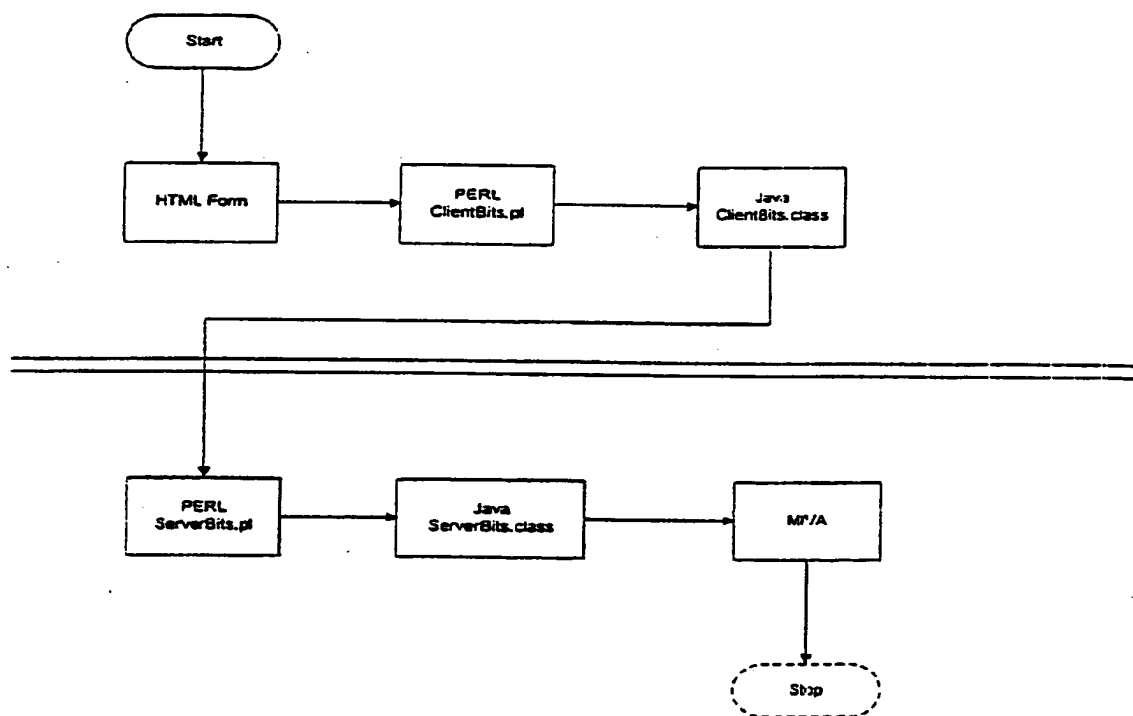 Start
HTML Form
PERL
ClientBits.pl
Java
ClientBits.class
PERL
ServerBits.pl
Java
ServerBits.class
Stop